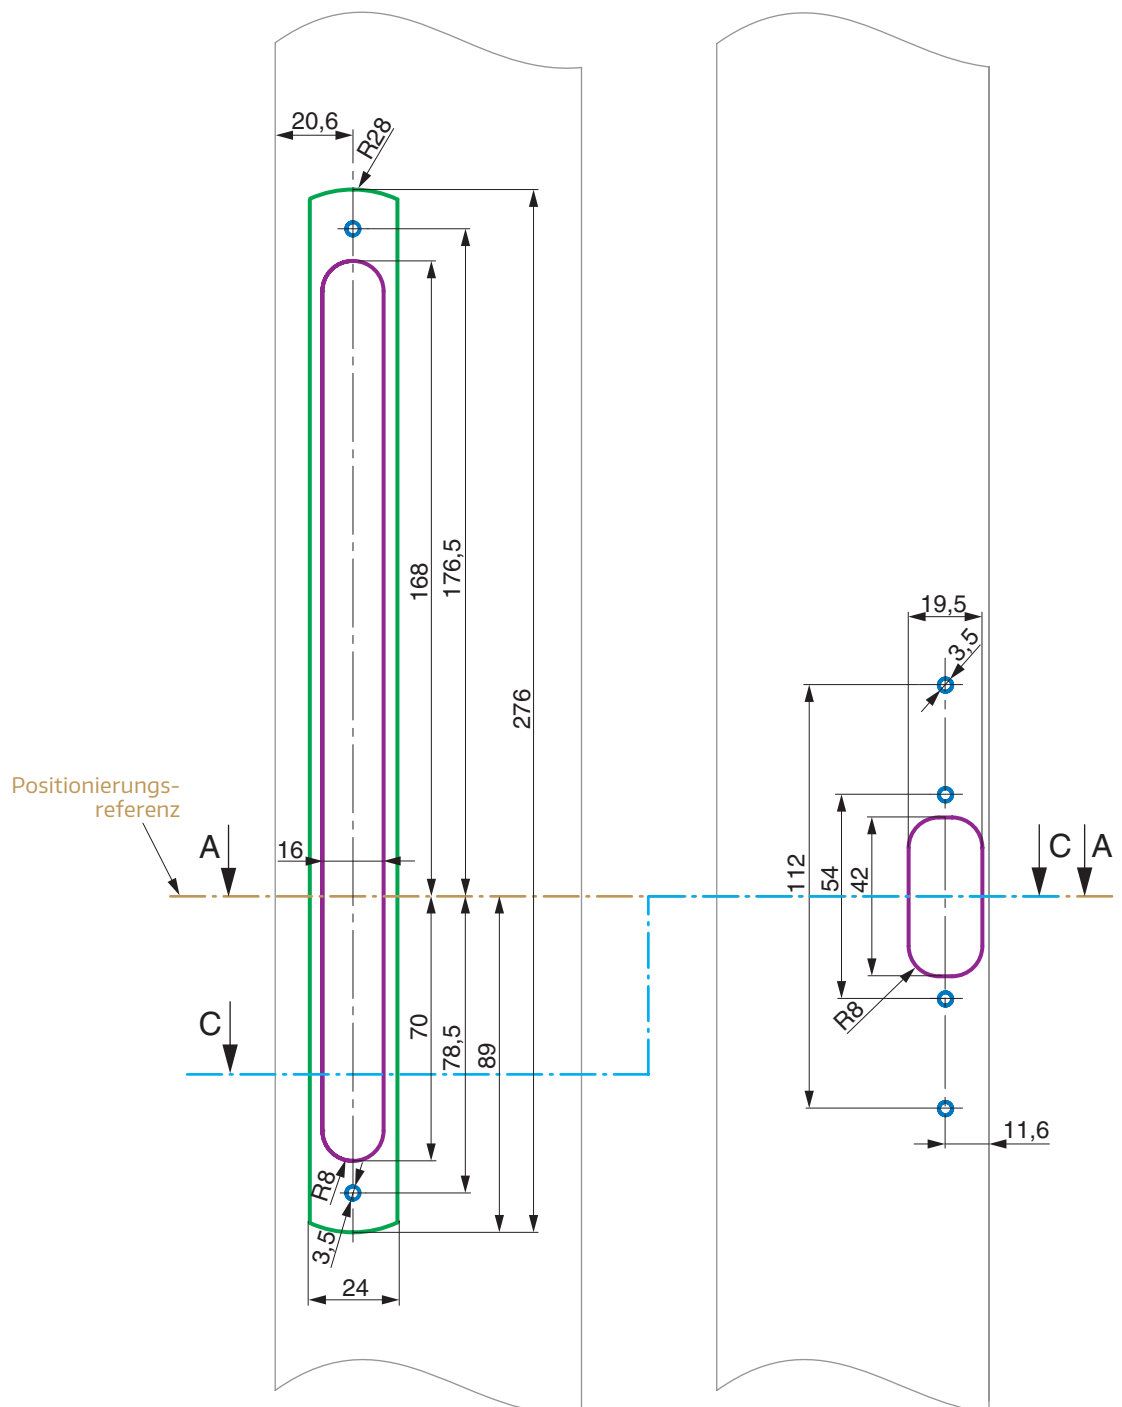 20,6
R28
168
176,5
276
19,5
3,5
Positionierungs-
referenz
A
16
112
54
42
C
A
C
70
78,5
89
R8
R8
3,5
11,6
24